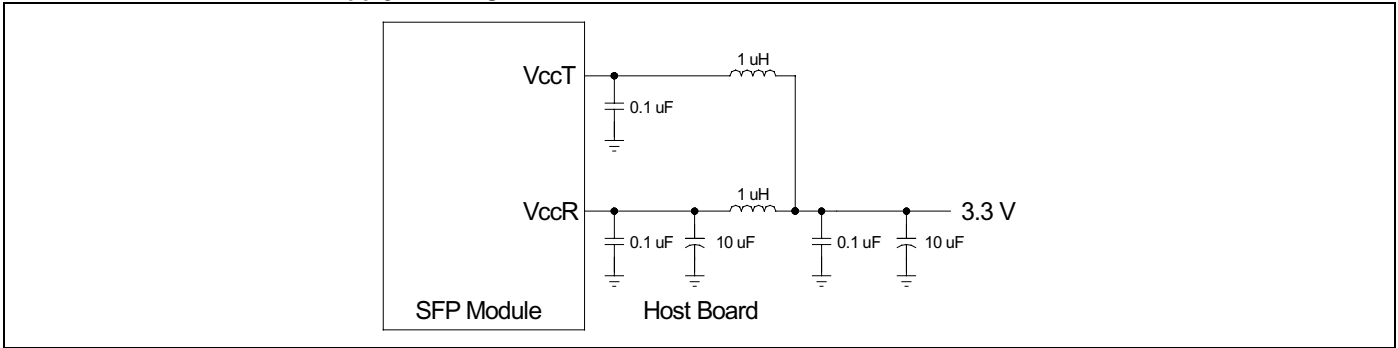 1 uH
VccT
0.1 uF
1 uH
VccR
3.3 V
0.1 uF
10 uF
0.1 uF
10 uF
SFP Module
Host Board